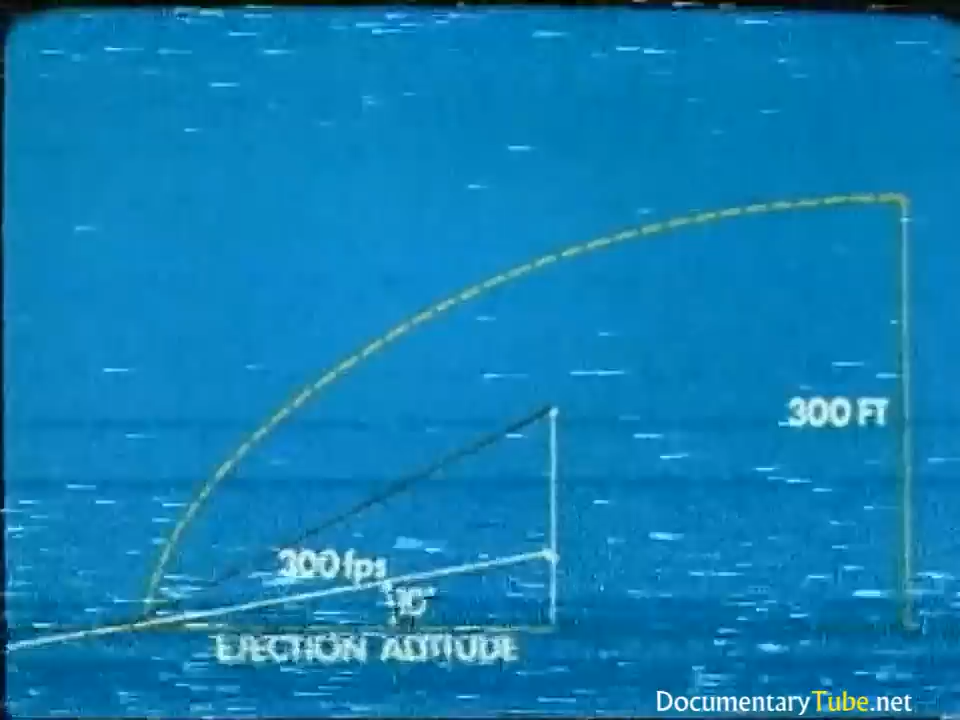 300 FT
300 fps
10°
EJECTION ALTITUDE
DocumentaryTube.net